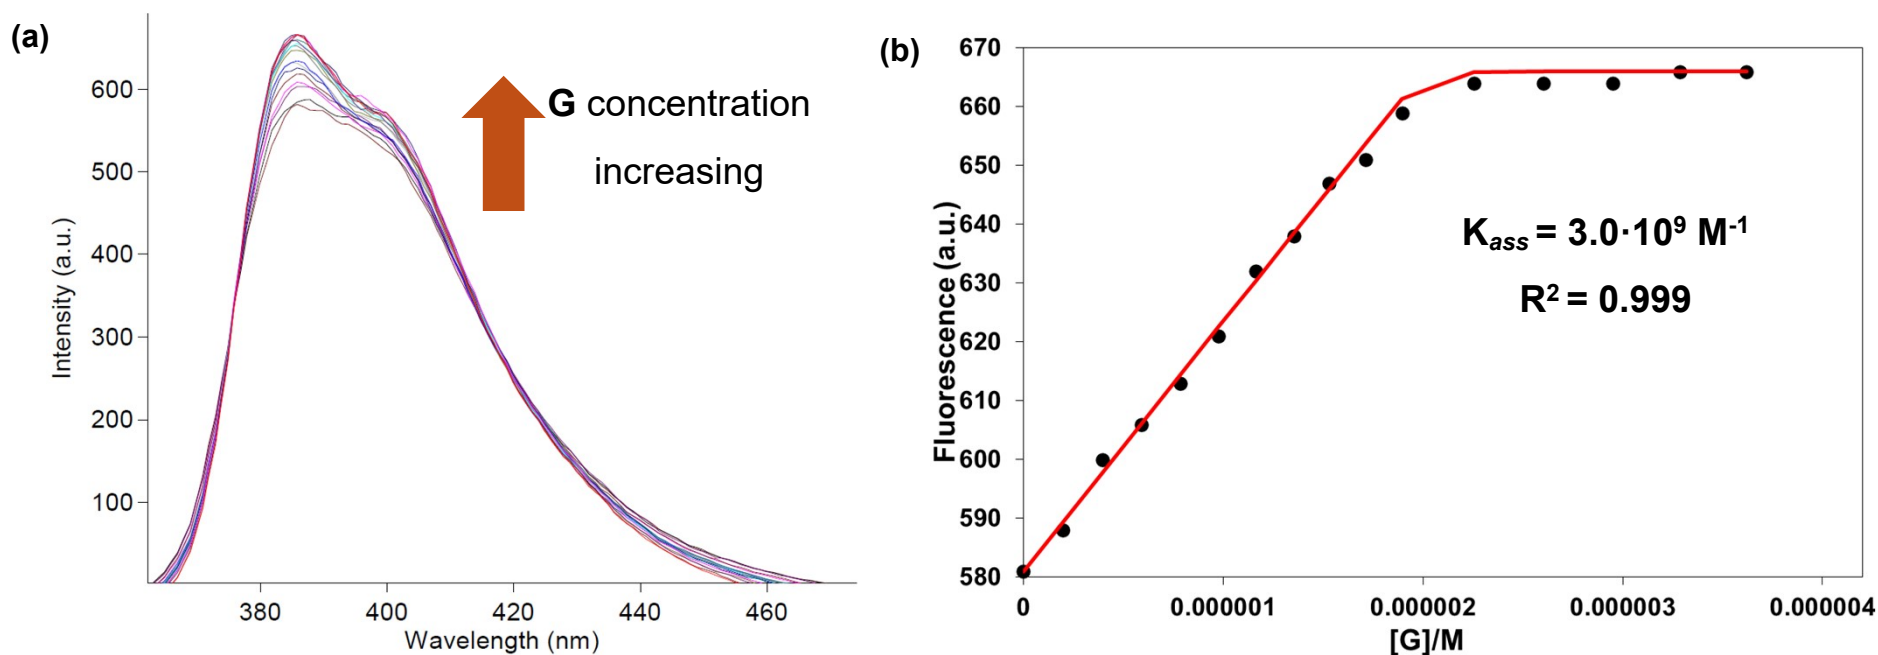 (a)
600
500
400
300
200
100
Intensity (a.u.)
380 400 420 440 460
Wavelength (nm)
G concentration
increasing
(b)
670
660
650
640
630
620
610
600
590
580
Fluorescence (a.u.)
0 0.000001 0.000002 0.000003 0.000004
[G]/M
Kass = 3.0·10⁹ M⁻¹
R² = 0.999